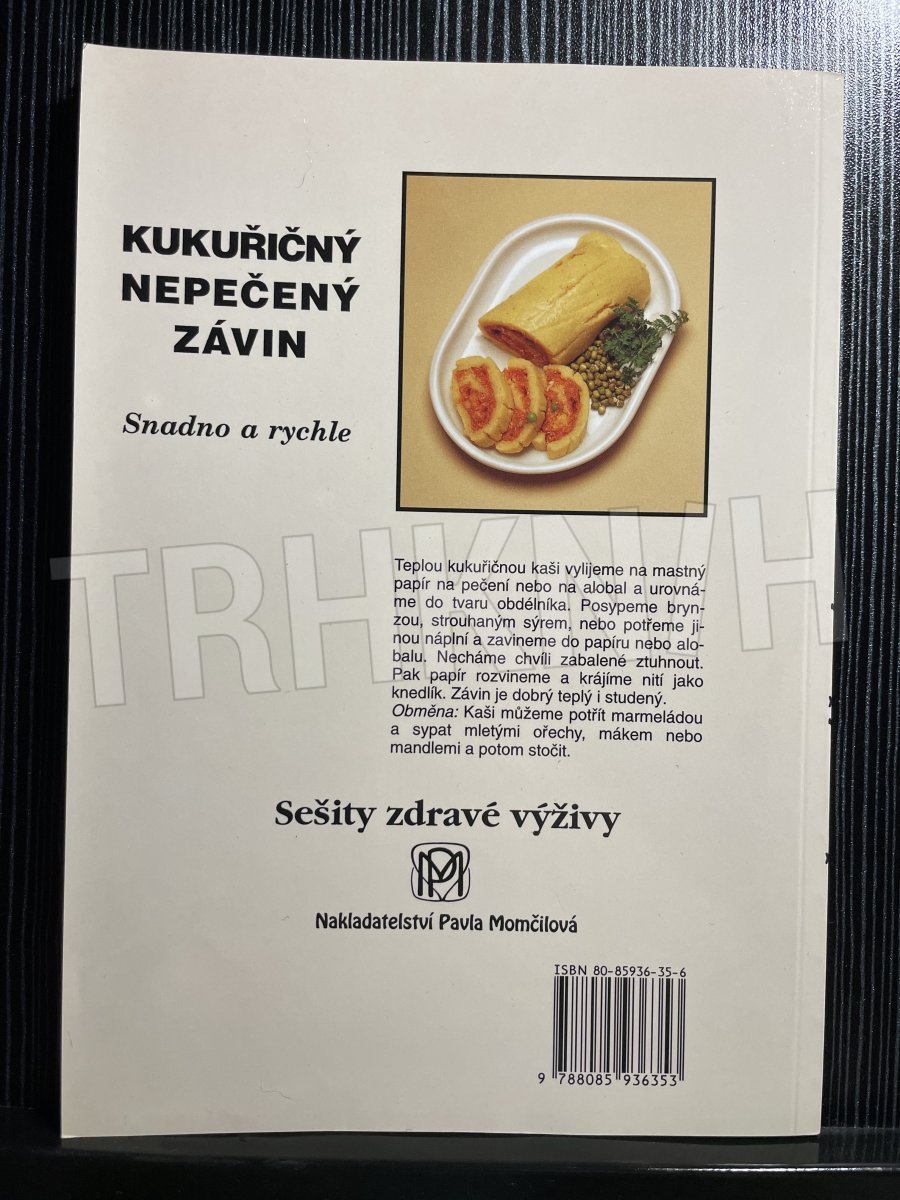 KUKUŘIČNÝ
NEPEČENÝ
ZÁVIN
Snadno a rychle
Teplou kukuřičnou kaši vylijeme na mastný
papír na pečení nebo na alobal a urovná-
me do tvaru obdélníka. Posypeme bryn-
zou, strouhaným sýrem, nebo potřeme ji-
nou náplní a zavineme do papíru nebo alo-
balu. Necháme chvíli zabalené ztuhnout.
Pak papír rozvineme a krájíme nití jako
knedlík. Závin je dobrý teplý i studený.
Obměna: Kaši můžeme potřít marmeládou
a sypat mletými ořechy, mákem nebo
mandlemi a potom stočit.
Sešity zdravé výživy
PM
Nakladatelství Pavla Momčilová
ISBN 80-85936-35-6
9 788085 936353
TRHKNIH